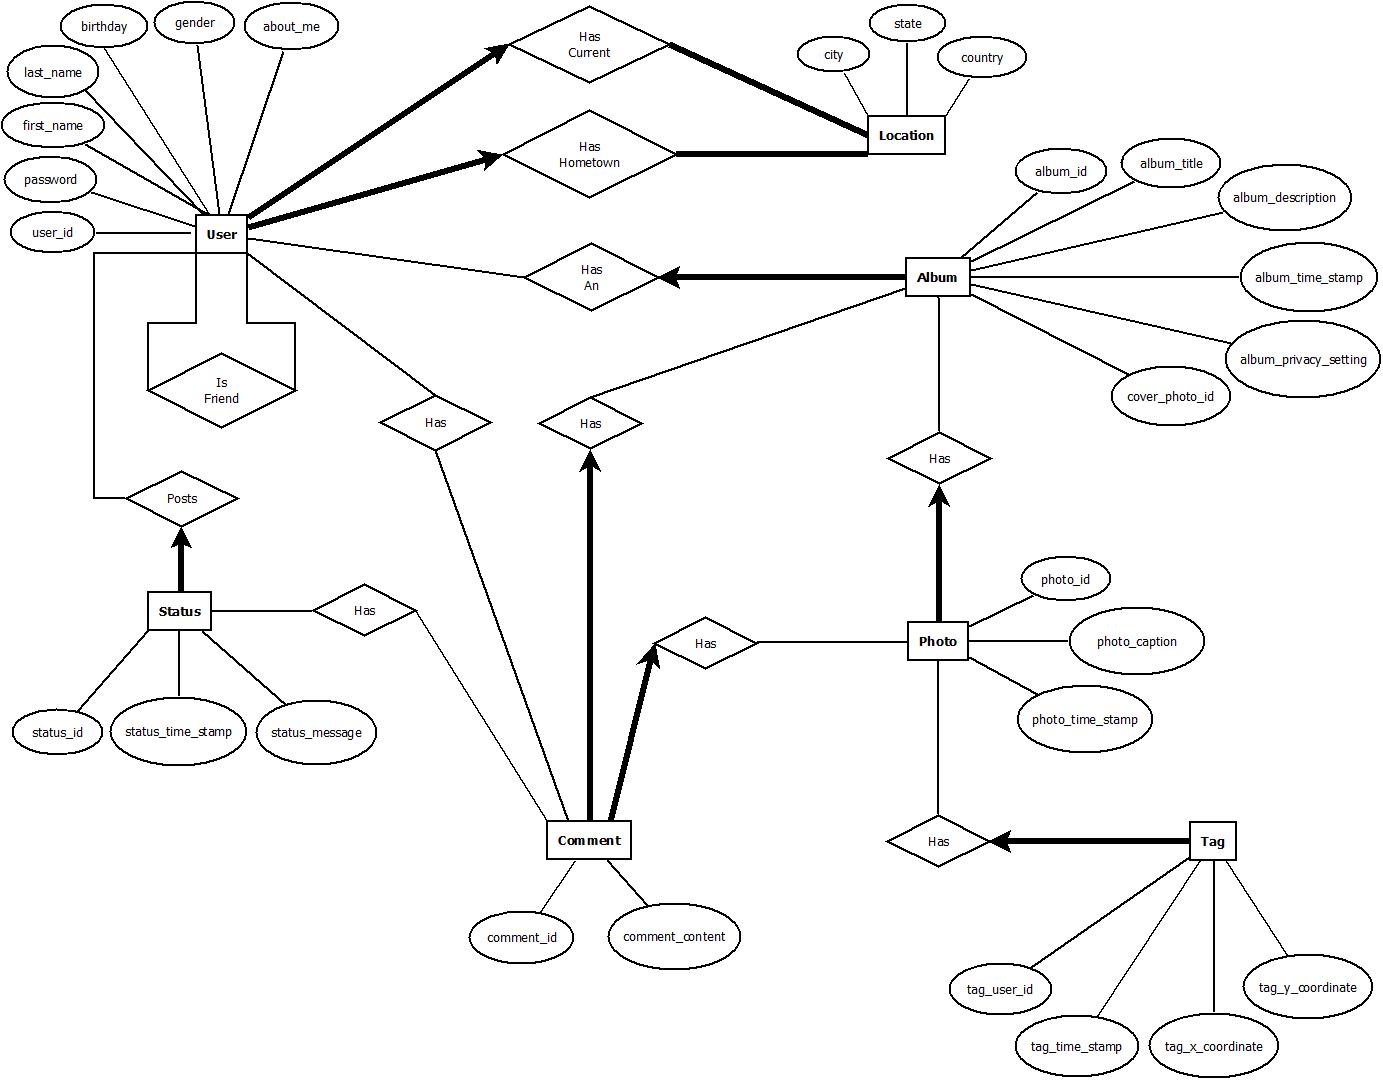 birthday
gender
about_me
last_name
first_name
password
user_id
User
Has
Current
Has
Hometown
state
city
country
Location
Has
An
album_id
album_title
album_description
album_time_stamp
album_privacy_setting
cover_photo_id
Album
Is
Friend
Has
Has
Has
Posts
Status
Has
status_id
status_time_stamp
status_message
Has
Photo
photo_id
photo_caption
photo_time_stamp
Comment
comment_id
comment_content
Has
Tag
tag_user_id
tag_time_stamp
tag_x_coordinate
tag_y_coordinate